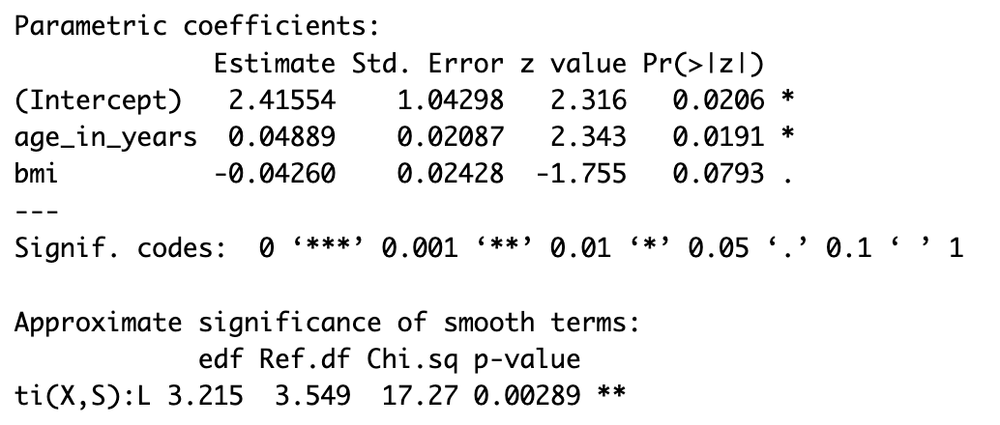 Parametric coefficients:
Estimate Std. Error z value Pr(>|z|)
(Intercept) 2.41554 1.04298 2.316 0.0206 *
age_in_years 0.04889 0.02087 2.343 0.0191 *
bmi -0.04260 0.02428 -1.755 0.0793 .
---
Signif. codes: 0 ‘***’ 0.001 ‘**’ 0.01 ‘*’ 0.05 ‘.’ 0.1 ‘ ’ 1
Approximate significance of smooth terms:
edf Ref.df Chi.sq p-value
ti(X,S):L 3.215 3.549 17.27 0.00289 **